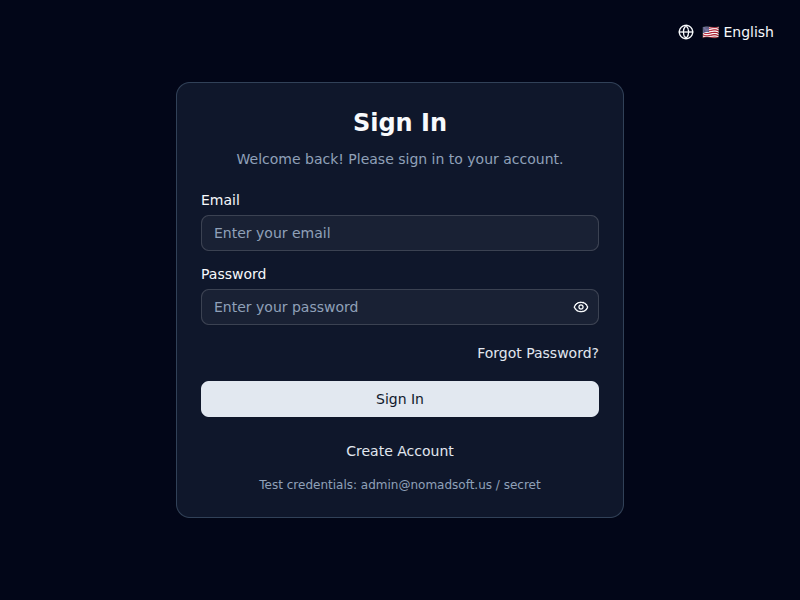 🇺🇸 English
Sign In
Welcome back! Please sign in to your account.
Email
Enter your email
Password
Enter your password
Forgot Password?
Sign In
Create Account
Test credentials: admin@nomadsoft.us / secret